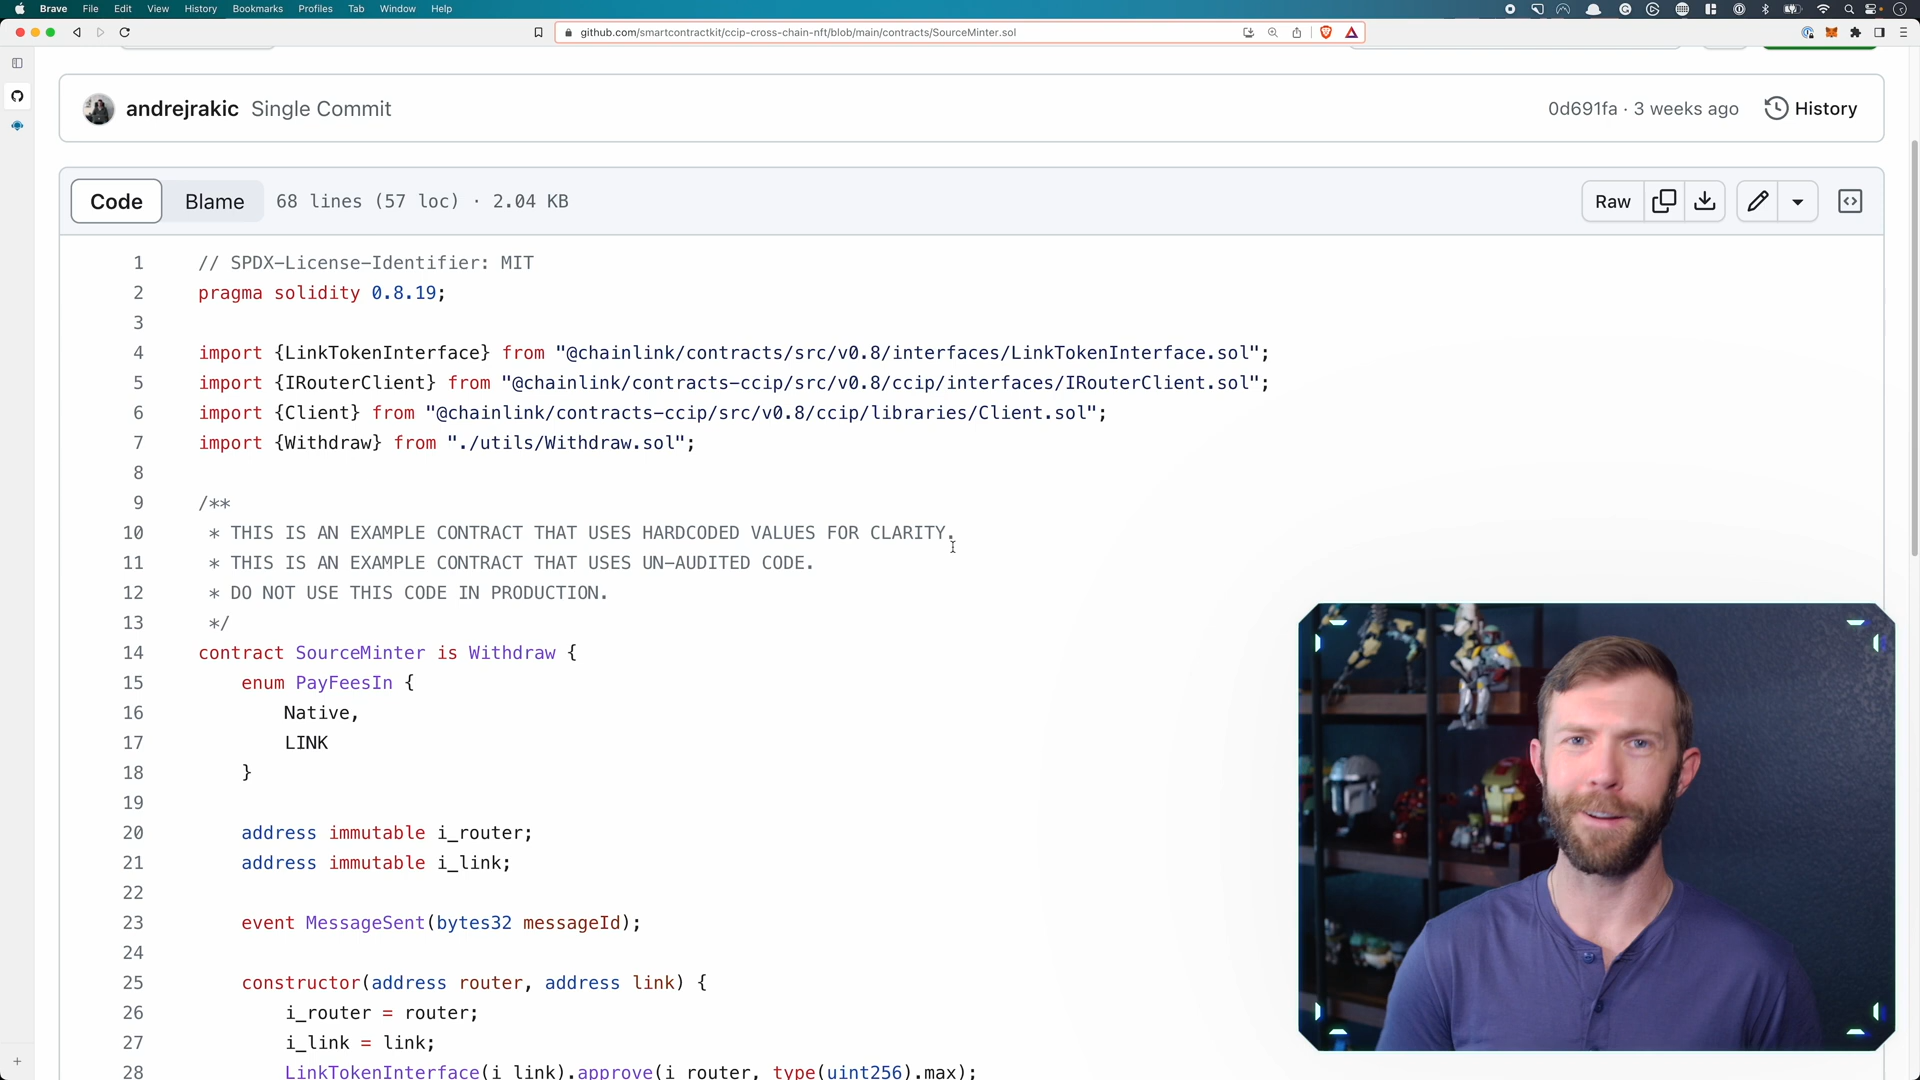 Brave File Edit View History Bookmarks Profiles Tab Window Help
github.com/smartcontractkit/ccip-cross-chain-nft/blob/main/contracts/SourceMinter.sol
andrejrakic Single Commit
0d691fa · 3 weeks ago History
Code Blame 68 lines (57 loc) · 2.04 KB
Raw
1 // SPDX-License-Identifier: MIT
2 pragma solidity 0.8.19;
3
4 import {LinkTokenInterface} from "@chainlink/contracts/src/v0.8/interfaces/LinkTokenInterface.sol";
5 import {IRouterClient} from "@chainlink/contracts-ccip/src/v0.8/ccip/interfaces/IRouterClient.sol";
6 import {Client} from "@chainlink/contracts-ccip/src/v0.8/ccip/libraries/Client.sol";
7 import {Withdraw} from "./utils/Withdraw.sol";
8
9 /**
10 * THIS IS AN EXAMPLE CONTRACT THAT USES HARDCODED VALUES FOR CLARITY.
11 * THIS IS AN EXAMPLE CONTRACT THAT USES UN-AUDITED CODE.
12 * DO NOT USE THIS CODE IN PRODUCTION.
13 */
14 contract SourceMinter is Withdraw {
15 enum PayFeesIn {
16 Native,
17 LINK
18 }
19
20 address immutable i_router;
21 address immutable i_link;
22
23 event MessageSent(bytes32 messageId);
24
25 constructor(address router, address link) {
26 i_router = router;
27 i_link = link;
28 LinkTokenInterface(i_link).approve(i_router, type(uint256).max);